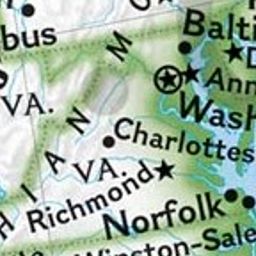 bus
Balti
Ann
VA.
Wash
Charlottes
VA.
Richmond
Norfolk
Winston-Sale